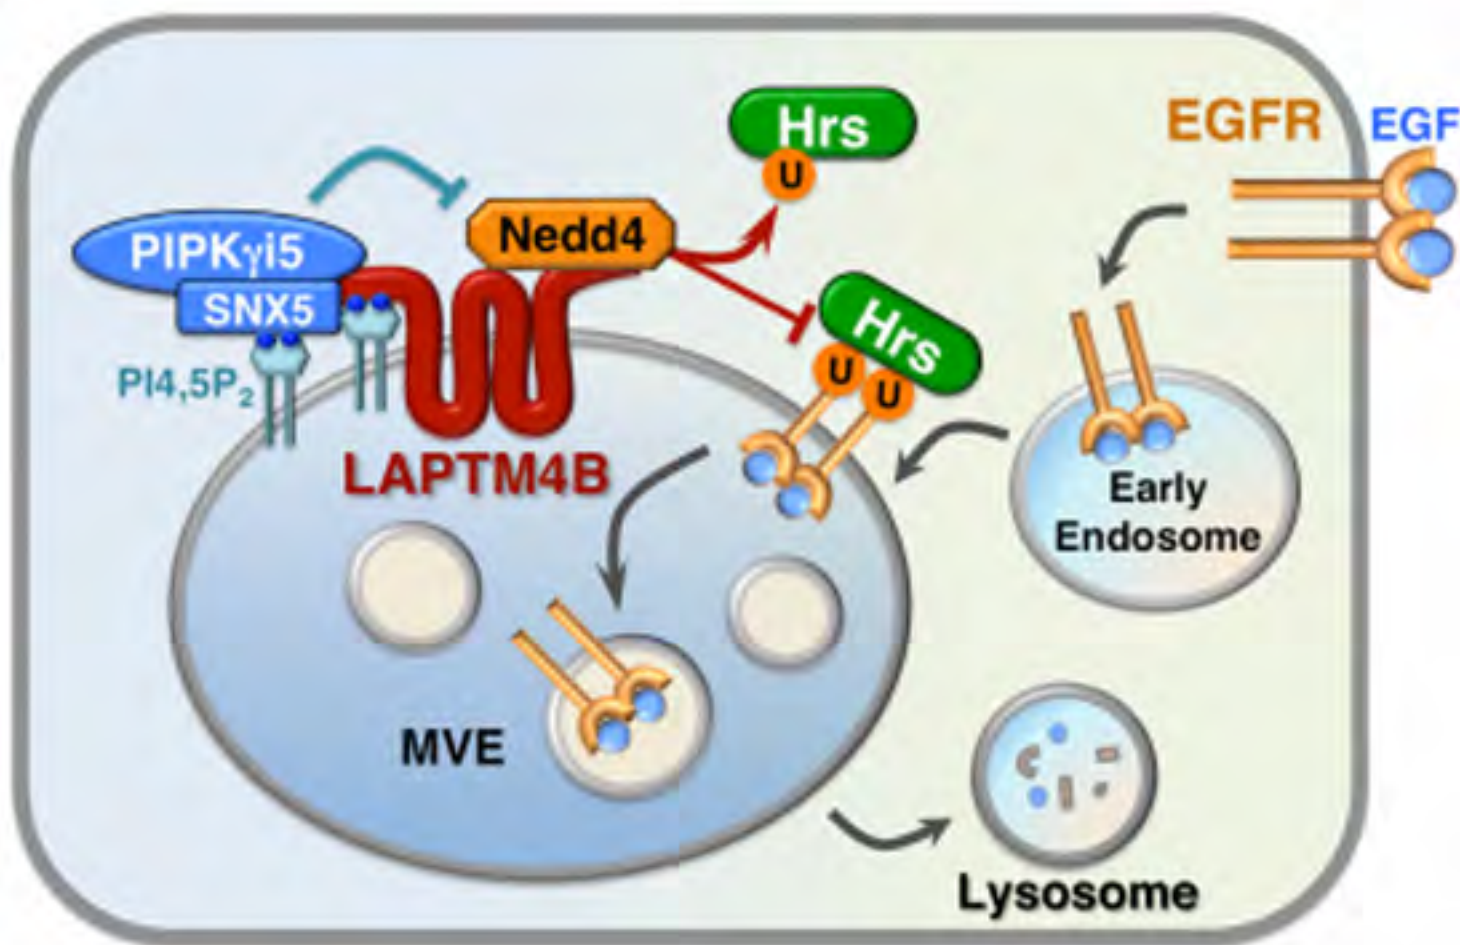 Hrs
U
EGFR
EGF
PIPKγi5
Nedd4
SNX5
Hrs
U
U
PI4,5P₂
LAPTM4B
Early
Endosome
MVE
Lysosome